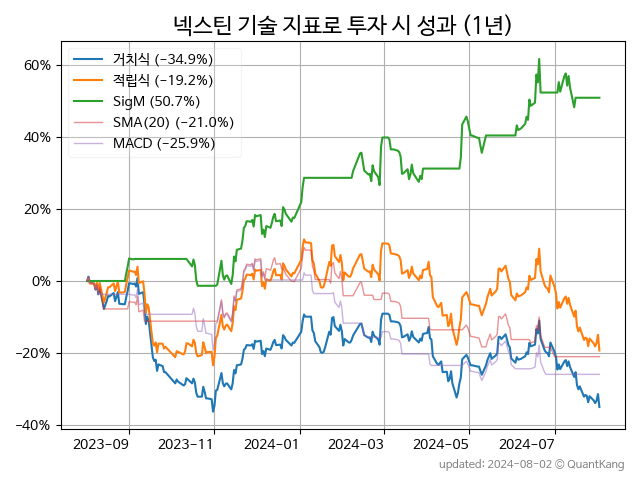 넥스틴 기술 지표로 투자 시 성과 (1년)
거치식 (−34.9%)
적립식 (−19.2%)
SigM (50.7%)
SMA(20) (−21.0%)
MACD (−25.9%)
60%
40%
20%
0%
−20%
−40%
2023-09
2023-11
2024-01
2024-03
2024-05
2024-07
updated: 2024-08-02 © QuantKang